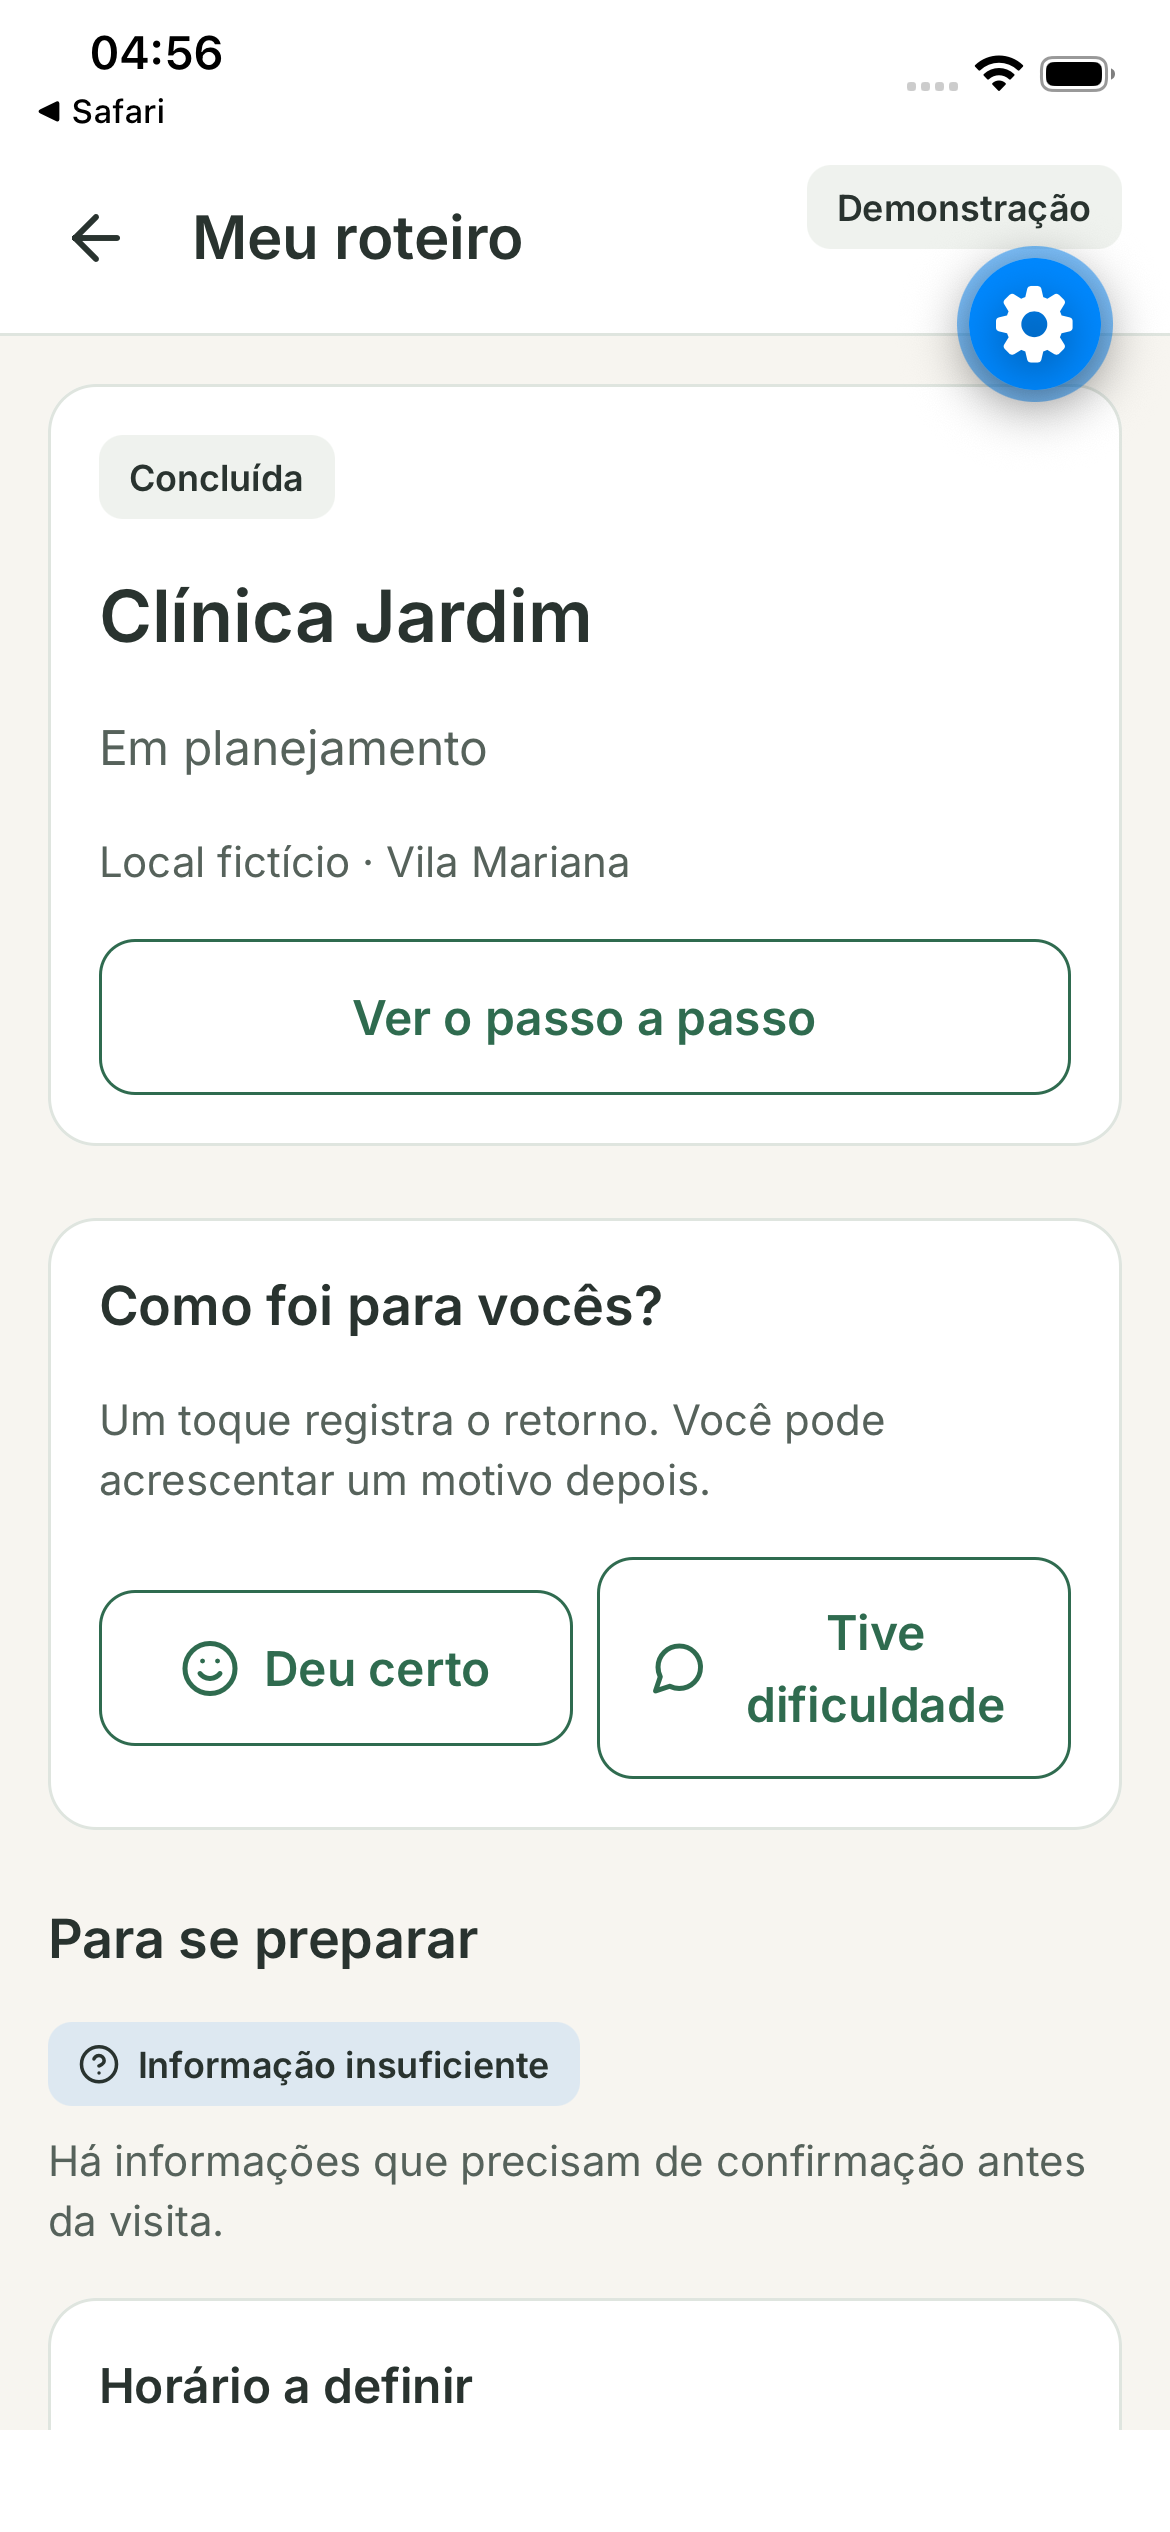 04:56
Safari
Demonstração
Meu roteiro
Concluída
Clínica Jardim
Em planejamento
Local fictício · Vila Mariana
Ver o passo a passo
Como foi para vocês?
Um toque registra o retorno. Você pode
acrescentar um motivo depois.
Deu certo
Tive
dificuldade
Para se preparar
Informação insuficiente
Há informações que precisam de confirmação antes
da visita.
Horário a definir